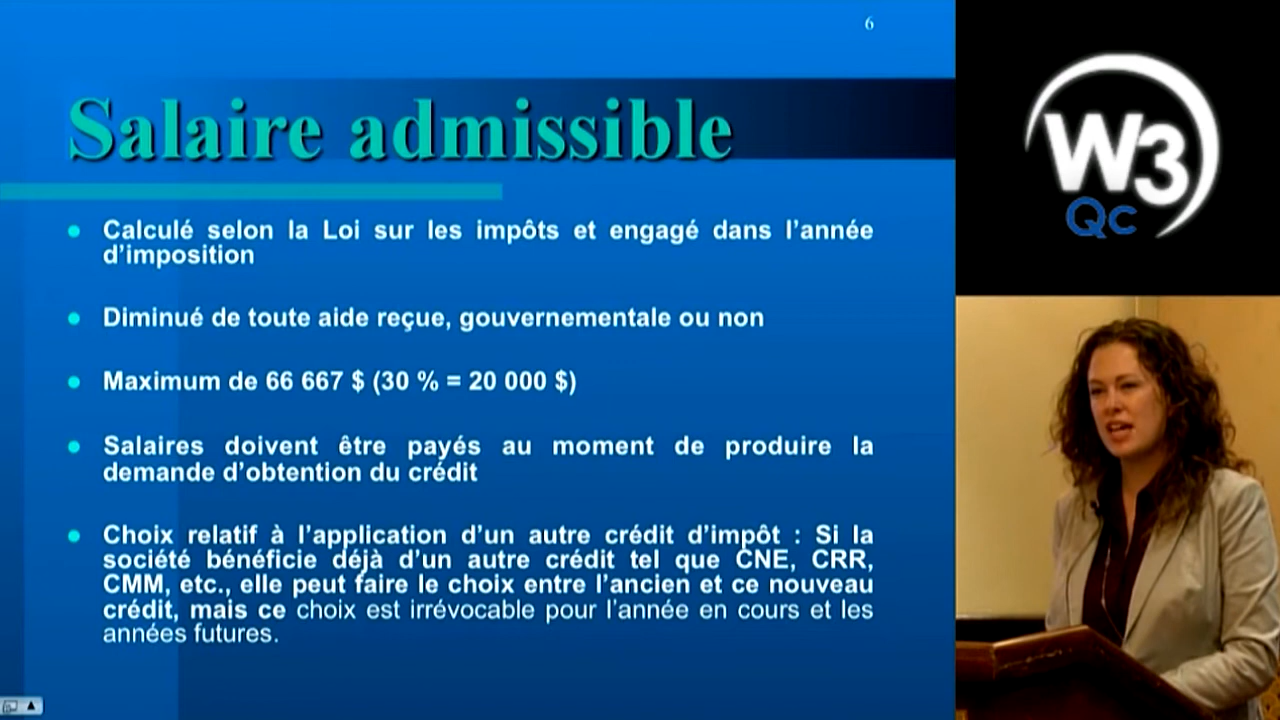 6
Salaire admissible
Calculé selon la Loi sur les impôts et engagé dans l’année
d’imposition
Diminué de toute aide reçue, gouvernementale ou non
Maximum de 66 667 $ (30 % = 20 000 $)
Salaires doivent être payés au moment de produire la
demande d’obtention du crédit
Choix relatif à l’application d’un autre crédit d’impôt : Si la
société bénéficie déjà d’un autre crédit tel que CNE, CRR,
CMM, etc., elle peut faire le choix entre l’ancien et ce nouveau
crédit, mais ce choix est irrévocable pour l’année en cours et les
années futures.
W3
Qc